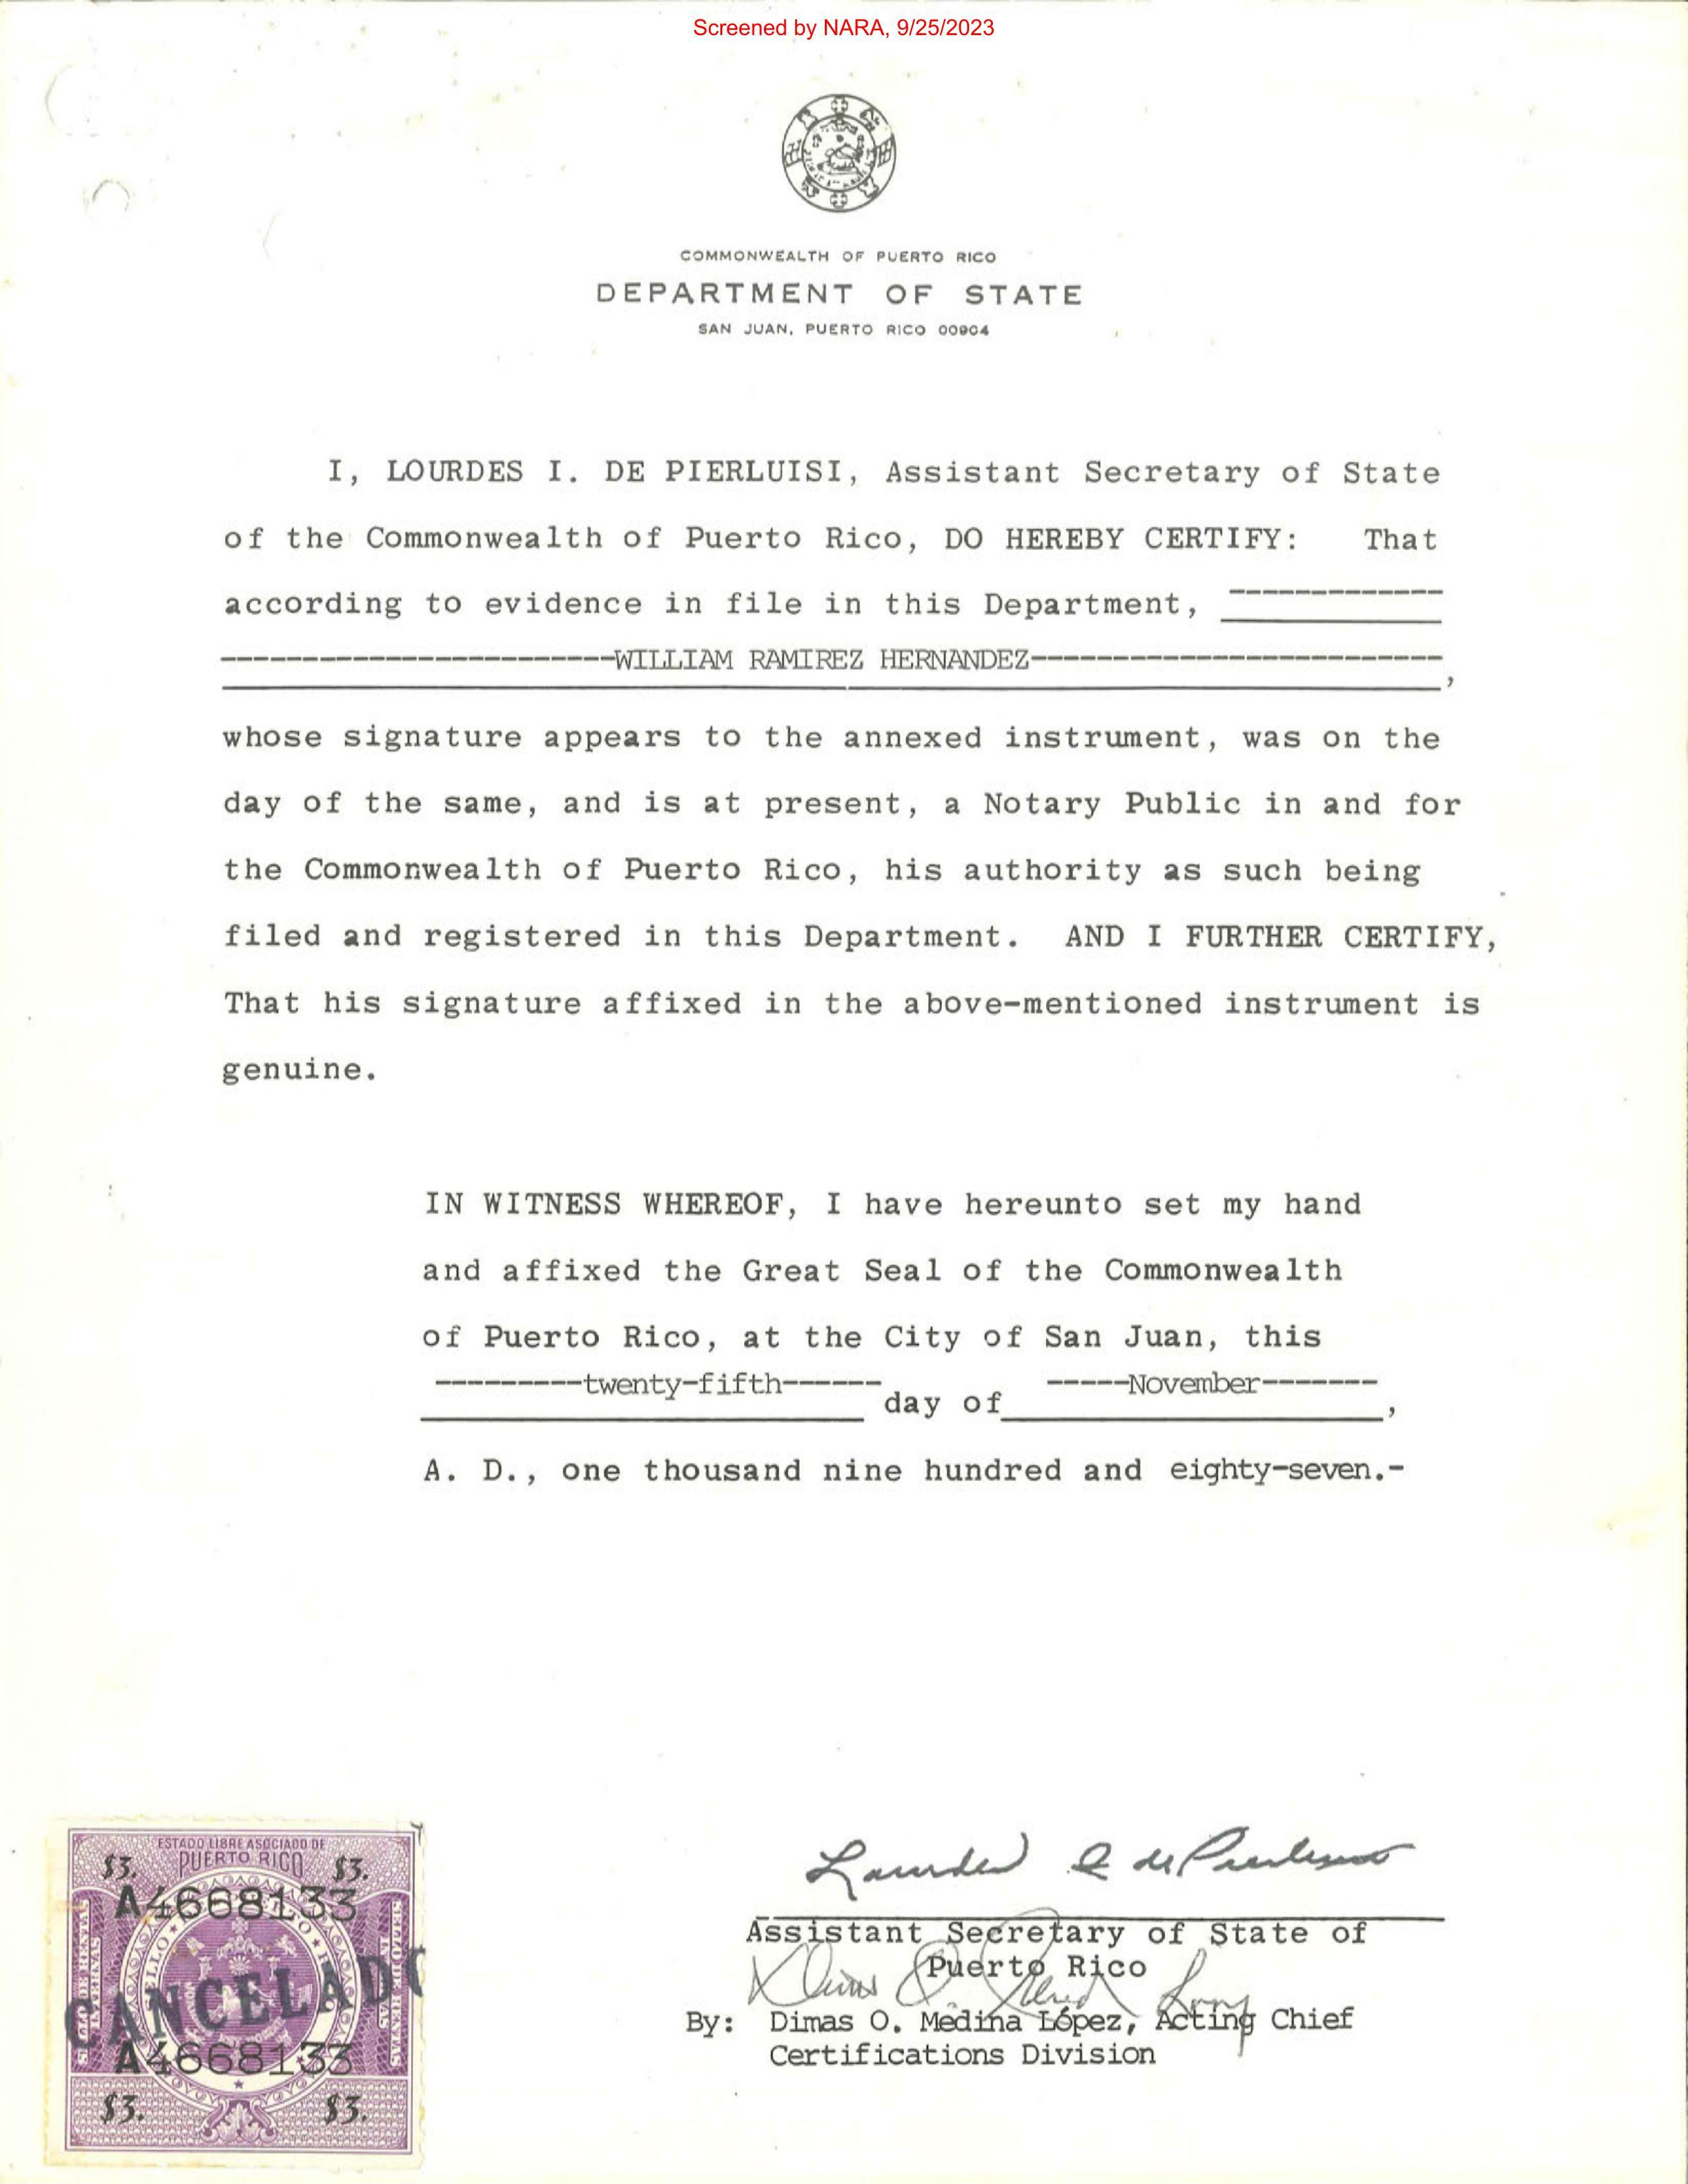 Screened by NARA, 9/25/2023
COMMONWEALTH OF PUERTO RICO
DEPARTMENT OF STATE
SAN JUAN, PUERTO RICO 00904
I, LOURDES I. DE PIERLUISI, Assistant Secretary of State
of the Commonwealth of Puerto Rico, DO HEREBY CERTIFY: That
according to evidence in file in this Department, -------------
------------------------WILLIAM RAMIREZ HERNANDEZ-------------------------,
whose signature appears to the annexed instrument, was on the
day of the same, and is at present, a Notary Public in and for
the Commonwealth of Puerto Rico, his authority as such being
filed and registered in this Department. AND I FURTHER CERTIFY,
That his signature affixed in the above-mentioned instrument is
genuine.
IN WITNESS WHEREOF, I have hereunto set my hand
and affixed the Great Seal of the Commonwealth
of Puerto Rico, at the City of San Juan, this
---------twenty-fifth------ day of -----November-------,
A. D., one thousand nine hundred and eighty-seven.-
Lourdes I de Pierluisi
Assistant Secretary of State of
Puerto Rico
By: Dimas O. Medina López, Acting Chief
Certifications Division
ESTADO LIBRE ASOCIADO DE
PUERTO RICO
$3. $3.
A4668133
SELLO DE RENTAS INTERNAS
CANCELADO
A4668133
$3. $3.